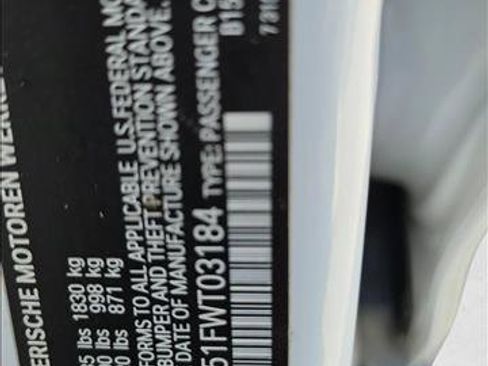 ERISCHE MOTOREN WERKE
lbs 1830 kg
lbs 998 kg
lbs 871 kg
FORMS TO ALL APPLICABLE U.S.FEDERAL MO
BUMPER AND THEFT PREVENTION STANDA
DATE OF MANUFACTURE SHOWN ABOVE.
51FWT03184 TYPE: PASSENGER C